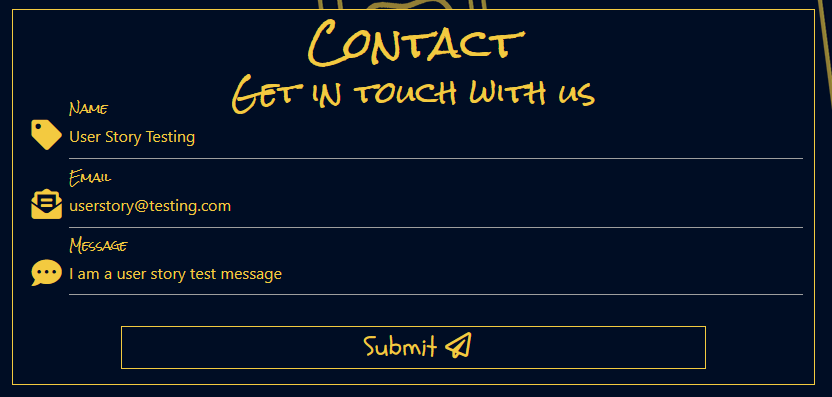 Contact
Get in touch with us
Name
User Story Testing
Email
userstory@testing.com
Message
I am a user story test message
Submit